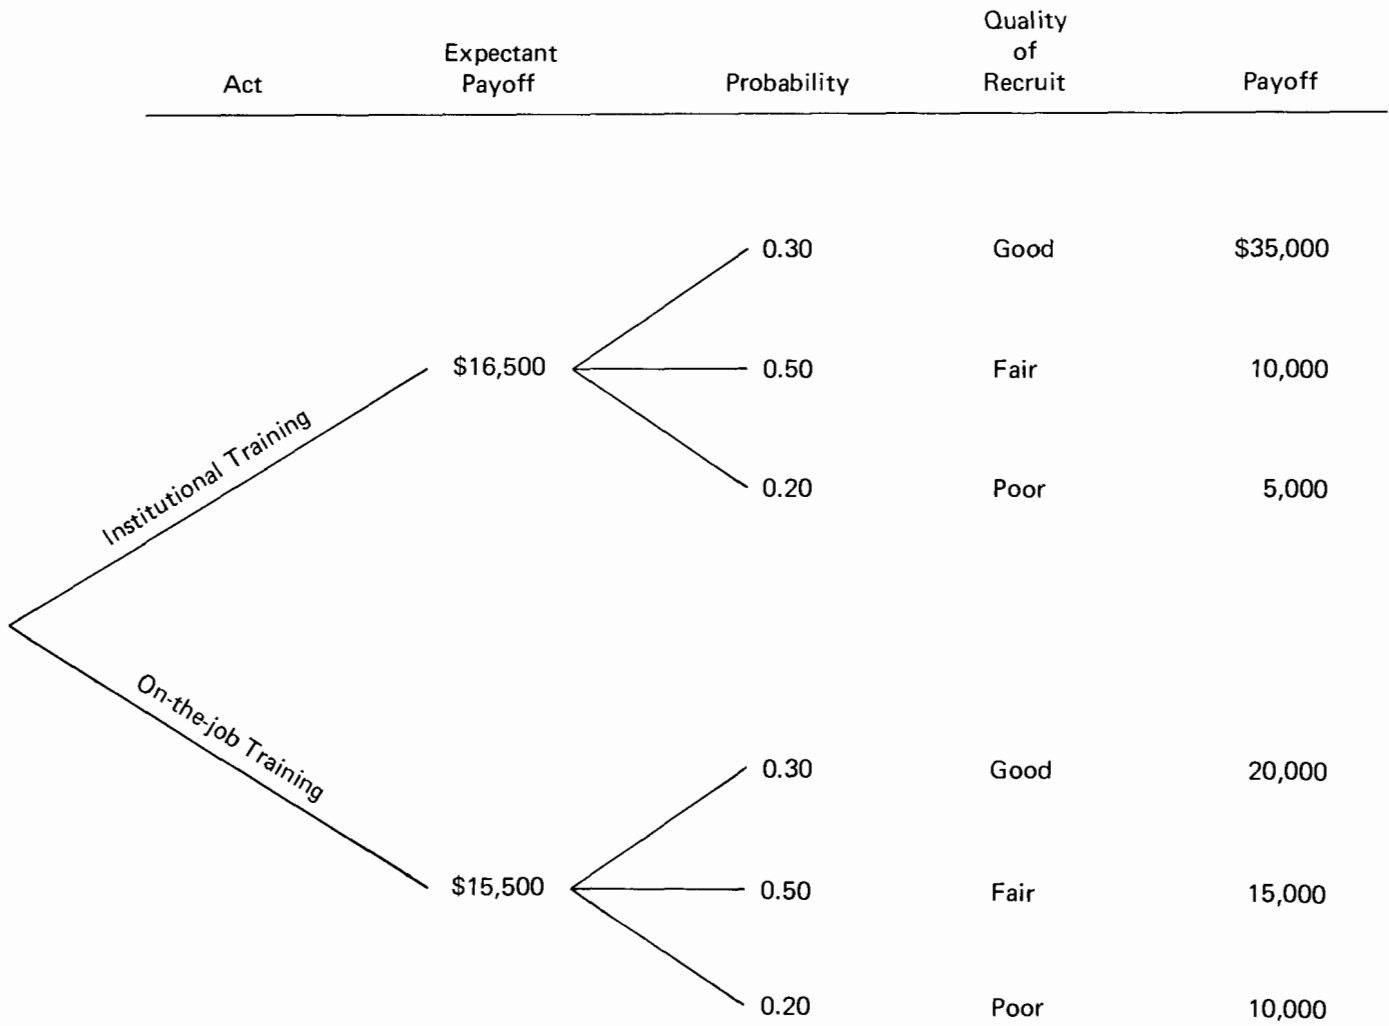 Act
Expectant
Payoff
Probability
Quality
of
Recruit
Payoff
0.30 Good $35,000
Institutional Training $16,500 0.50 Fair 10,000
0.20 Poor 5,000
0.30 Good 20,000
On-the-job Training $15,500 0.50 Fair 15,000
0.20 Poor 10,000